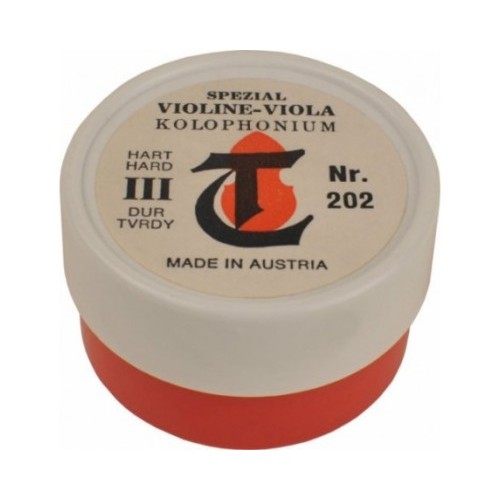 SPEZIAL
VIOLINE-VIOLA
KOLOPHONIUM
HART
HARD
III
DUR
TVRDY
T
Nr.
202
MADE IN AUSTRIA